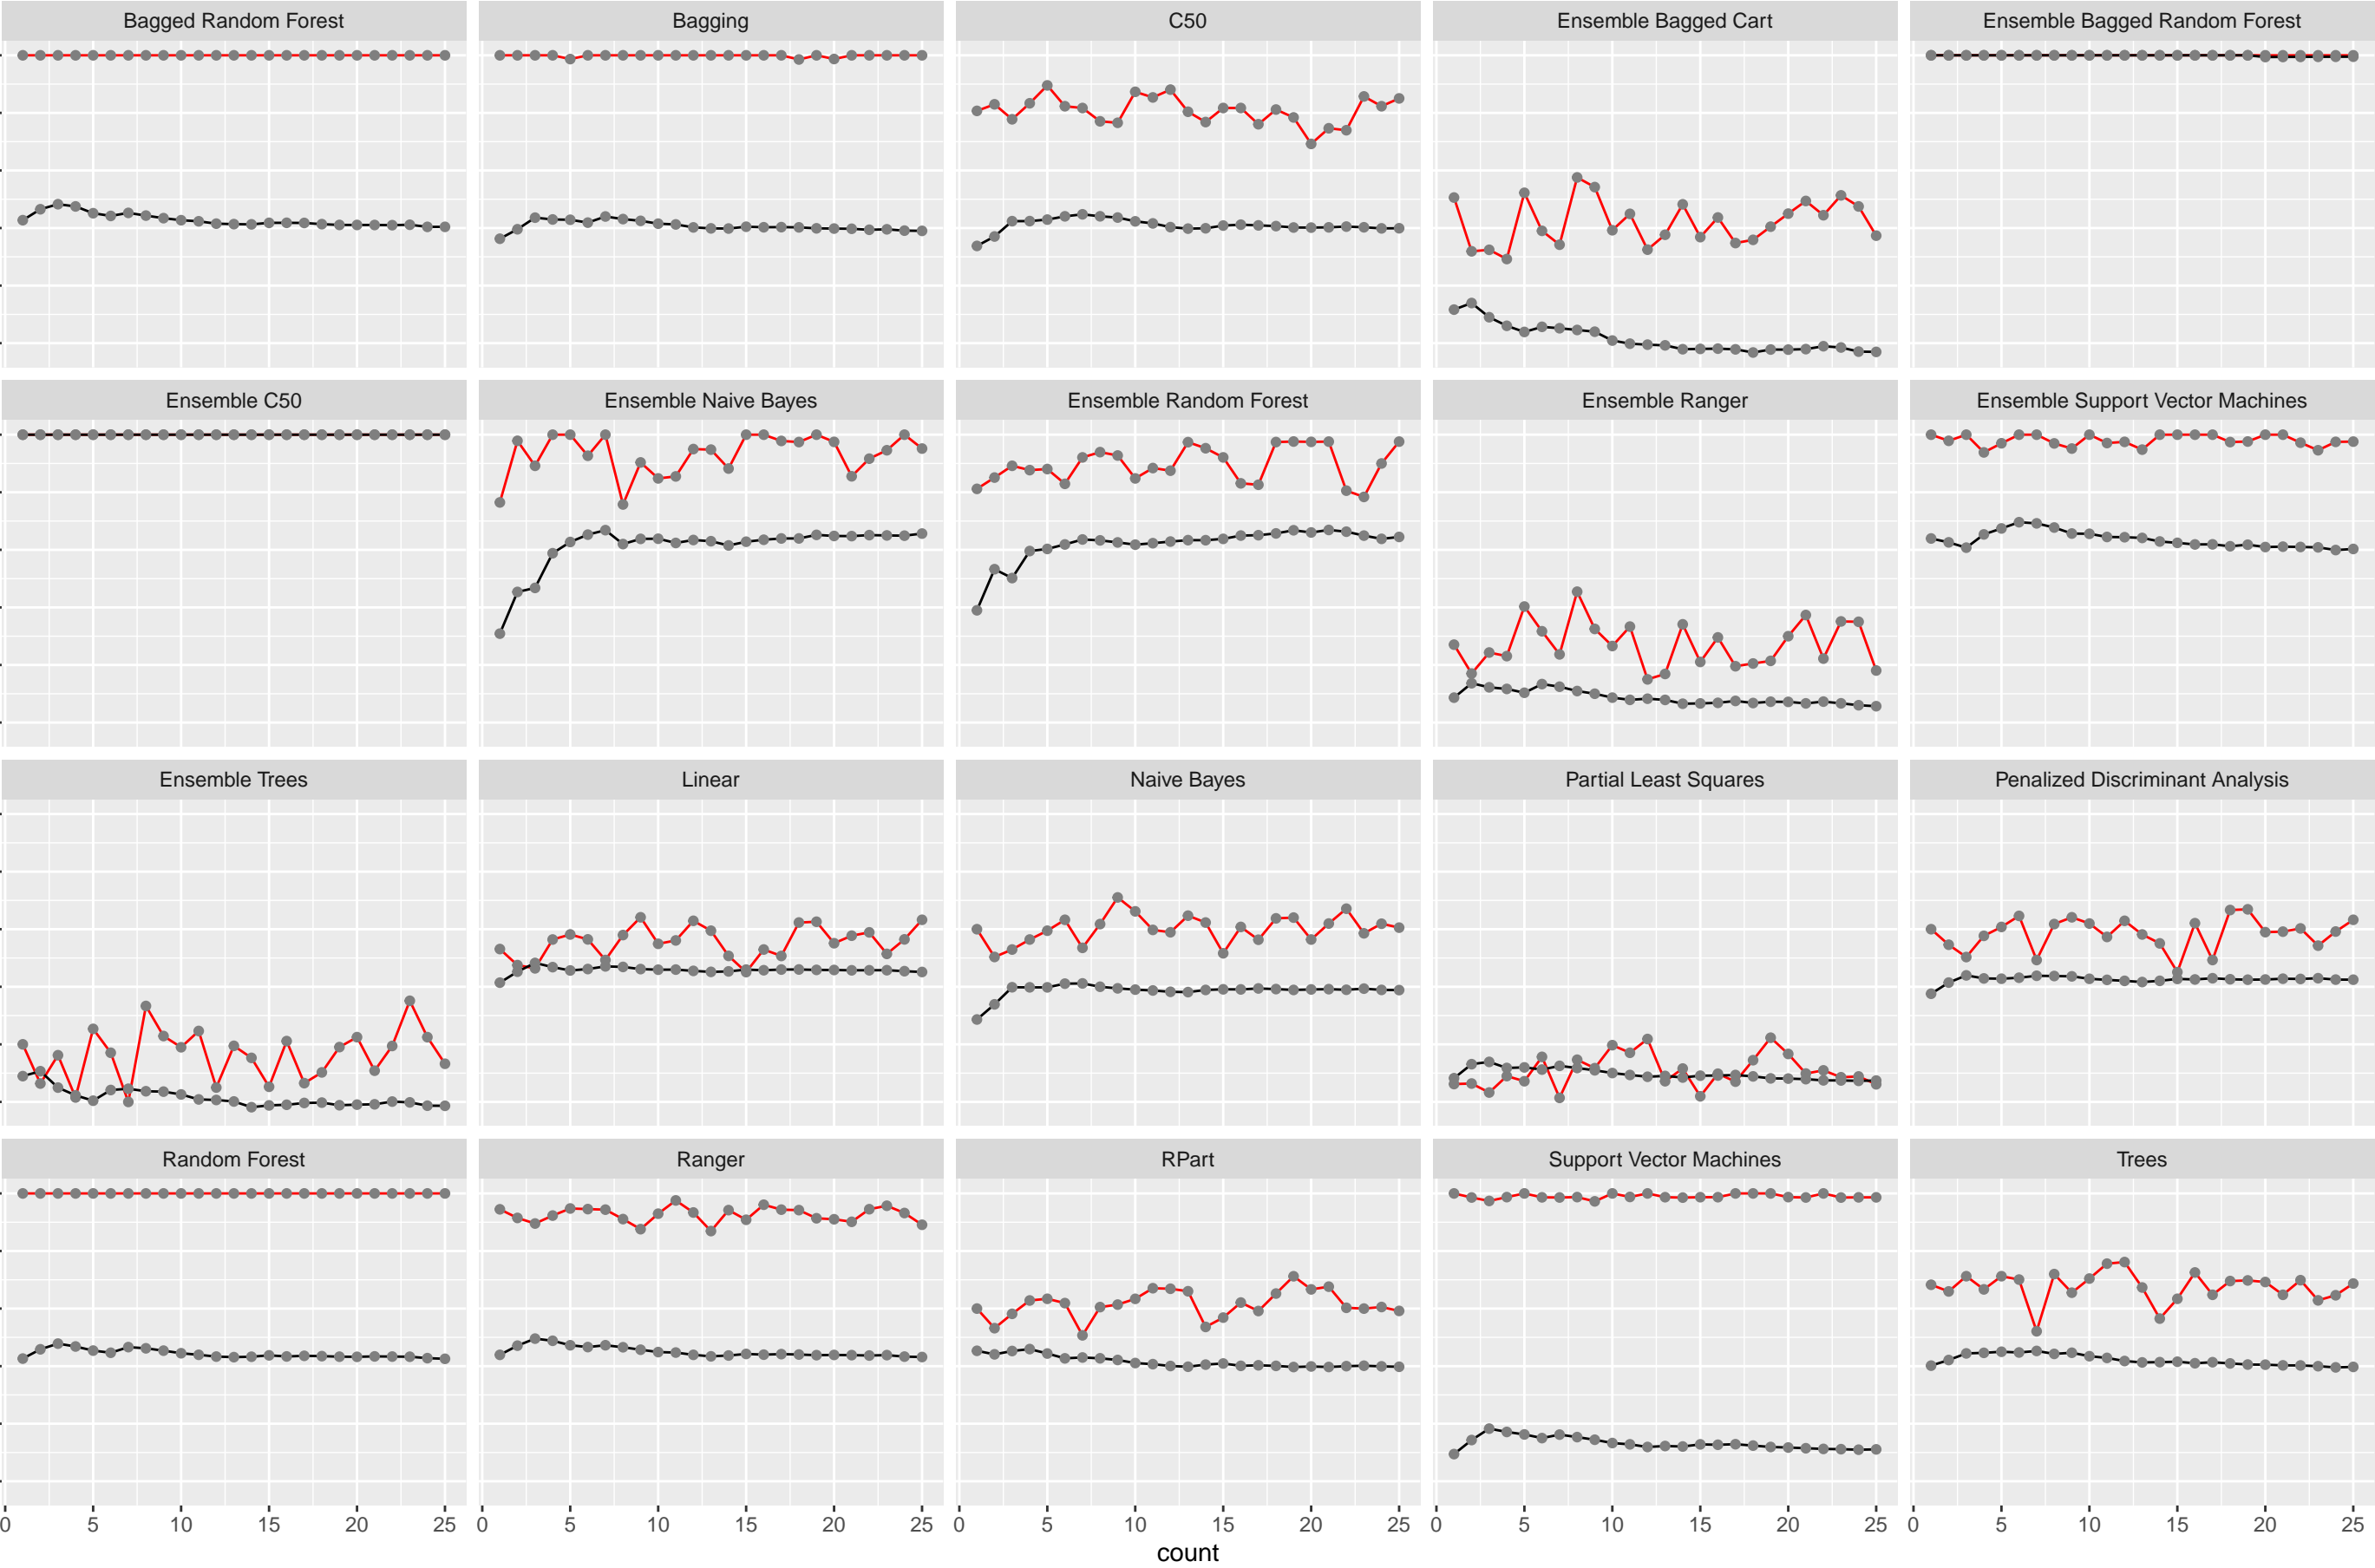 Bagged Random Forest Bagging C50 Ensemble Bagged Cart Ensemble Bagged Random Forest
Ensemble C50 Ensemble Naive Bayes Ensemble Random Forest Ensemble Ranger Ensemble Support Vector Machines
Ensemble Trees Linear Naive Bayes Partial Least Squares Penalized Discriminant Analysis
Random Forest Ranger RPart Support Vector Machines Trees
0 5 10 15 20 25 0 5 10 15 20 25 0 5 10 15 20 25 0 5 10 15 20 25 0 5 10 15 20 25
count